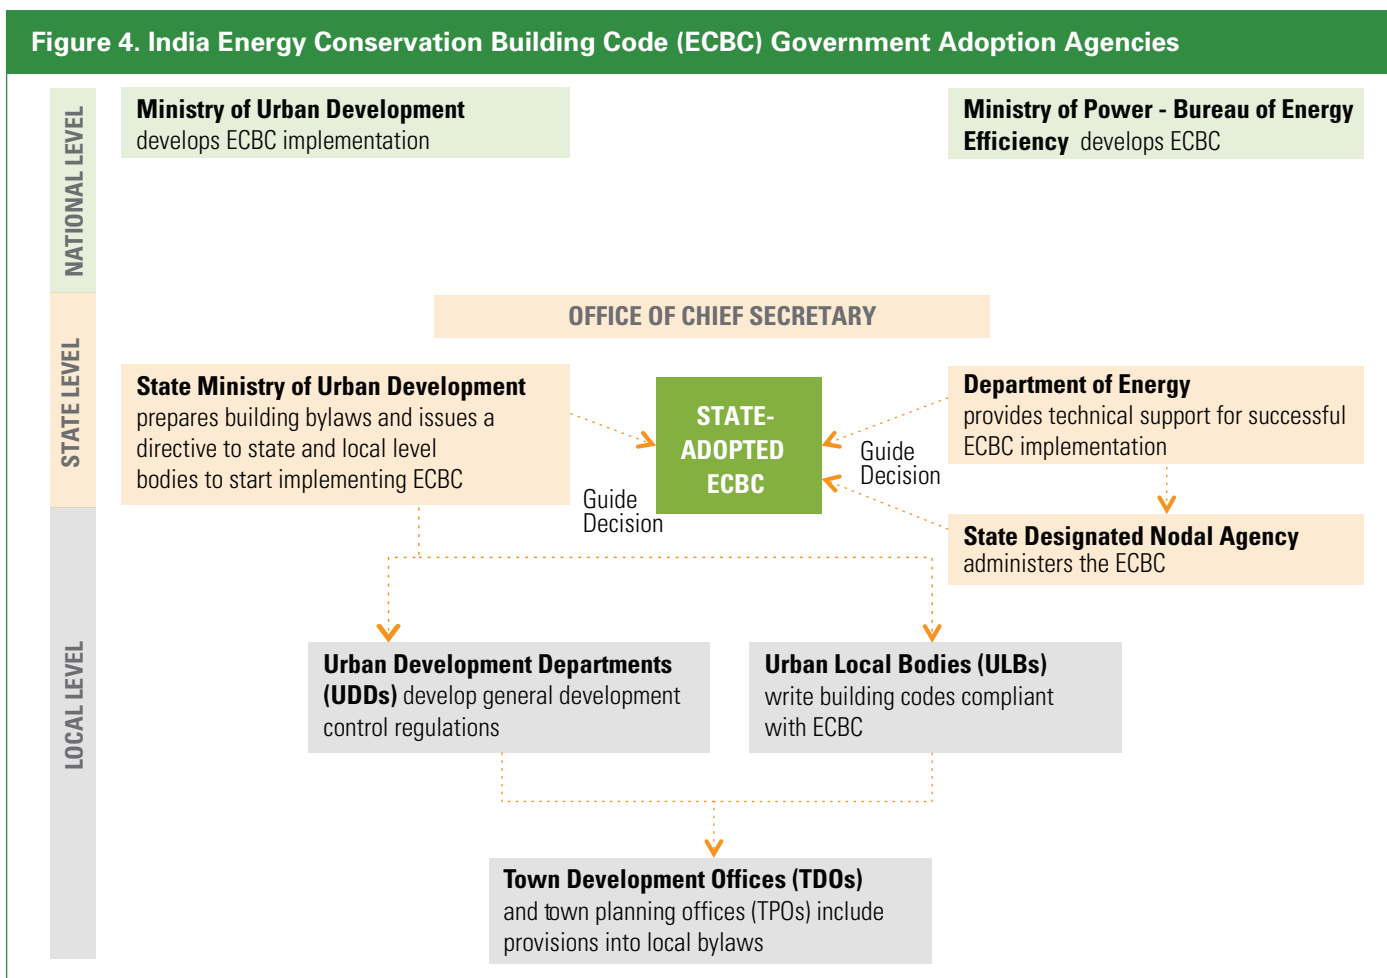 Figure 4. India Energy Conservation Building Code (ECBC) Government Adoption Agencies
NATIONAL LEVEL
Ministry of Urban Development
develops ECBC implementation
Ministry of Power - Bureau of Energy
Efficiency develops ECBC
STATE LEVEL
OFFICE OF CHIEF SECRETARY
State Ministry of Urban Development
prepares building bylaws and issues a
directive to state and local level
bodies to start implementing ECBC
Guide
Decision
STATE-
ADOPTED
ECBC
Guide
Decision
Department of Energy
provides technical support for successful
ECBC implementation
State Designated Nodal Agency
administers the ECBC
LOCAL LEVEL
Urban Development Departments
(UDDs) develop general development
control regulations
Urban Local Bodies (ULBs)
write building codes compliant
with ECBC
Town Development Offices (TDOs)
and town planning offices (TPOs) include
provisions into local bylaws